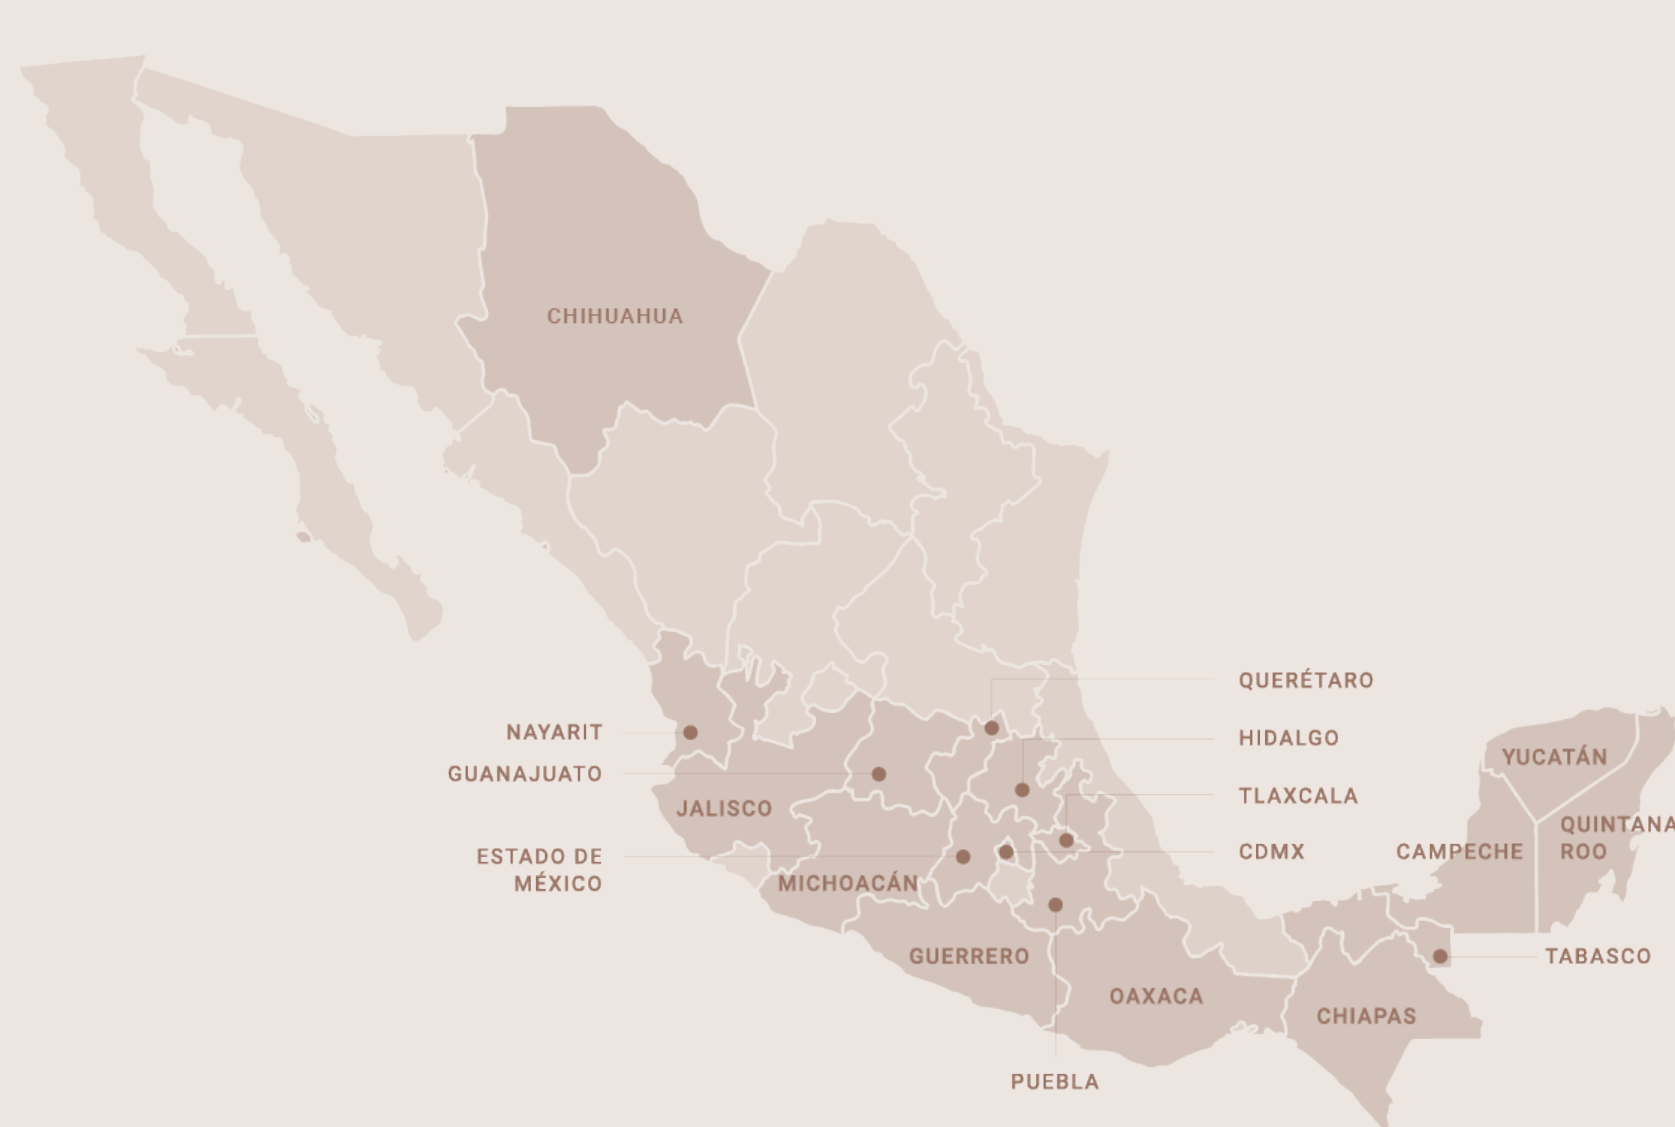 CHIHUAHUA
NAYARIT
GUANAJUATO
JALISCO
ESTADO DE
MÉXICO
MICHOACÁN
GUERRERO
OAXACA
PUEBLA
QUERÉTARO
HIDALGO
TLAXCALA
CDMX
YUCATÁN
QUINTANA
ROO
CAMPECHE
TABASCO
CHIAPAS